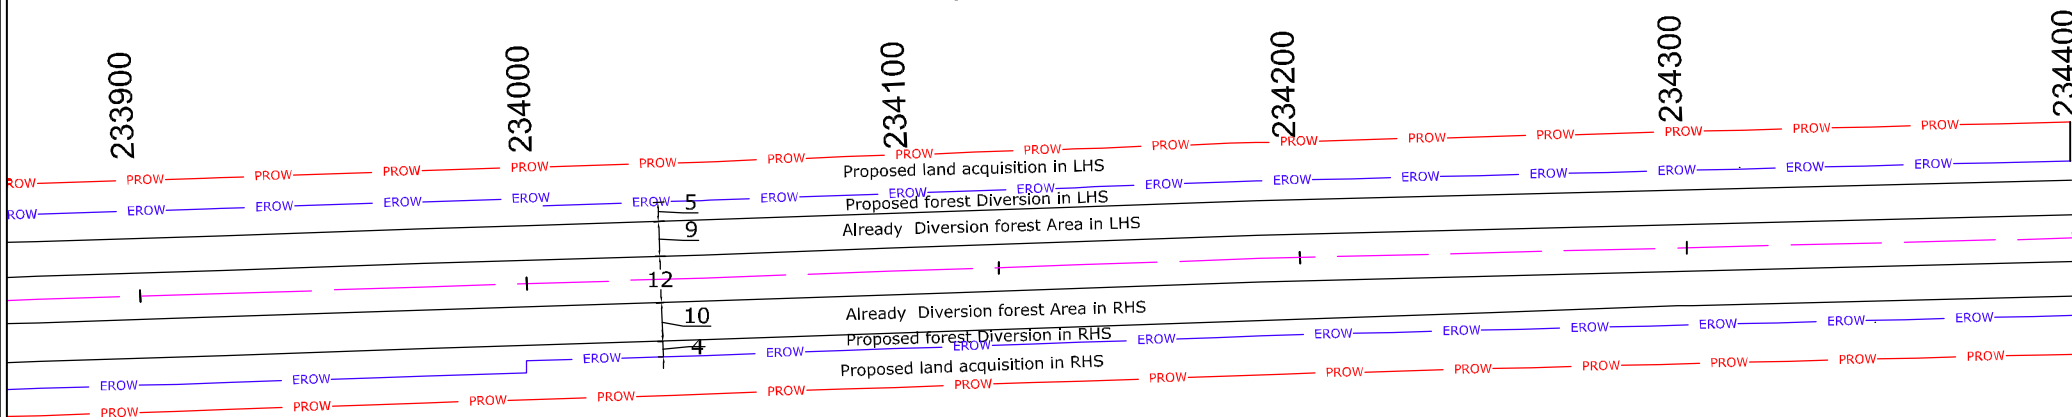 233900
234000
234100
234200
234300
234400
PROW PROW PROW PROW PROW PROW PROW PROW PROW PROW PROW PROW PROW PROW
ROW
Proposed land acquisition in LHS
EROW EROW EROW EROW EROW EROW EROW EROW EROW EROW EROW EROW EROW EROW EROW
ROW
5
Proposed forest Diversion in LHS
9
Already Diversion forest Area in LHS
12
10
Already Diversion forest Area in RHS
Proposed forest Diversion in RHS
4
EROW EROW EROW EROW EROW EROW EROW EROW EROW EROW EROW EROW EROW
Proposed land acquisition in RHS
PROW PROW PROW PROW PROW PROW PROW PROW PROW PROW PROW PROW PROW